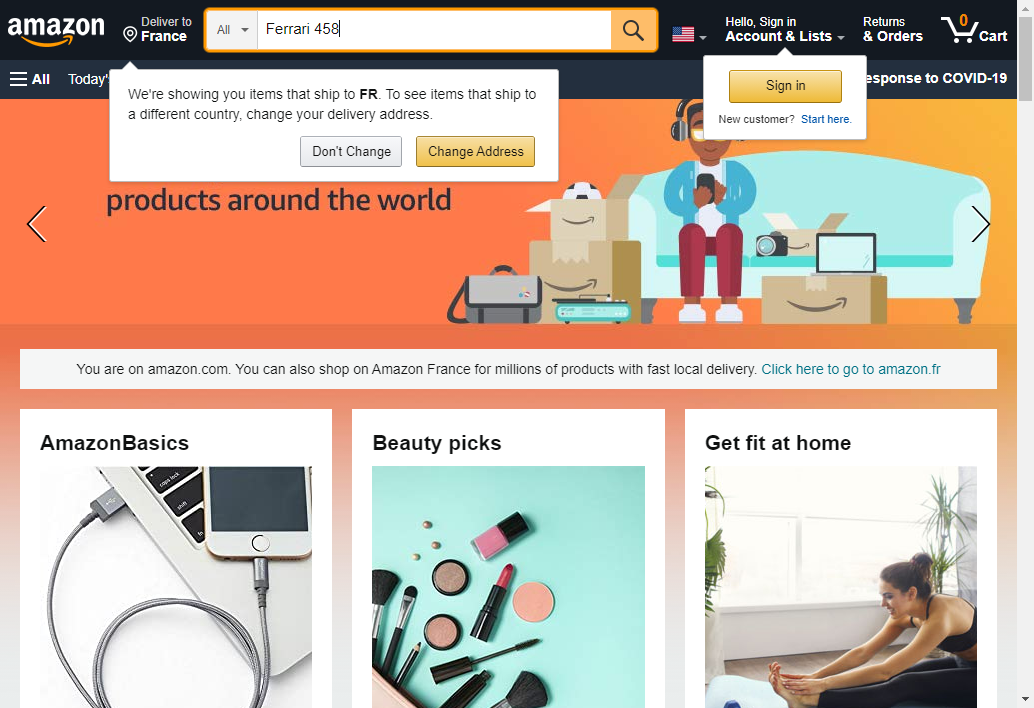 amazon
Deliver to
France
All
Ferrari 458
Hello, Sign in
Account & Lists
Returns
& Orders
0
Cart
All
Today'
esponse to COVID-19
We're showing you items that ship to FR. To see items that ship to
a different country, change your delivery address.
Don't Change
Change Address
Sign in
New customer? Start here.
products around the world
You are on amazon.com. You can also shop on Amazon France for millions of products with fast local delivery. Click here to go to amazon.fr
AmazonBasics
Beauty picks
Get fit at home
caps lock
shift
fn